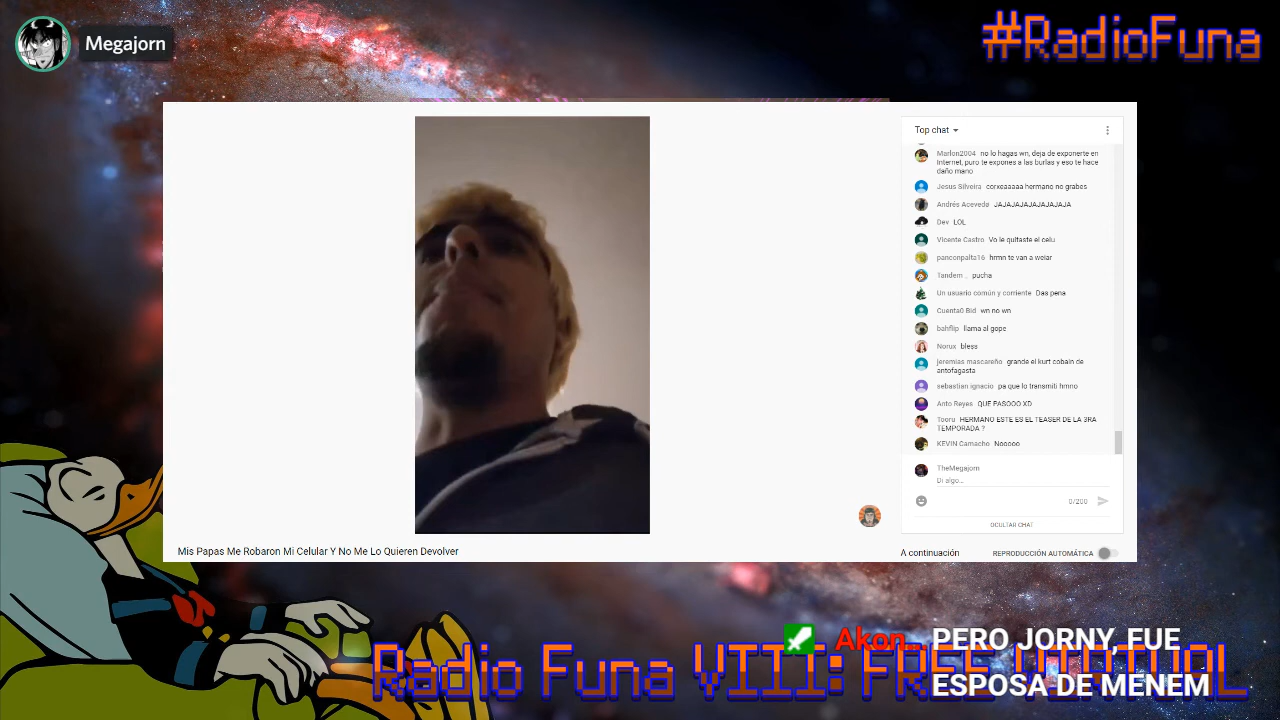 Megajorn
#RadioFuna
Top chat
Marlon2004 no lo hagas wn, deja de exponerte en
Internet, puro te expones a las burlas y eso te hace
daño mano
Jesus Silveira corxeaaaaa hermano no grabes
Andrés Acevedo JAJAJAJAJAJAJAJAJA
Dev LOL
Vicente Castro Vo le quitaste el celu
panconpalta16 hrmn te van a weiar
Tandem .. pucha
Un usuario común y corriente Das pena
Cuenta0 Bid wn no wn
bahflip llama al gope
Norux bless
jeremias mascareño grande el kurt cobain de
antofagasta
sebastian ignacio pa que lo transmiti hmno
Anto Reyes QUE PASOOO XD
Tooru HERMANO ESTE ES EL TEASER DE LA 3RA
TEMPORADA ?
KEVIN Camacho Nooooo
TheMegajorn
Di algo...
0/200
OCULTAR CHAT
Mis Papas Me Robaron Mi Celular Y No Me Lo Quieren Devolver
A continuación
REPRODUCCIÓN AUTOMÁTICA
Akon... PERO JORNY, FUE
ESPOSA DE MENEM
Radio Funa VIII: FREE